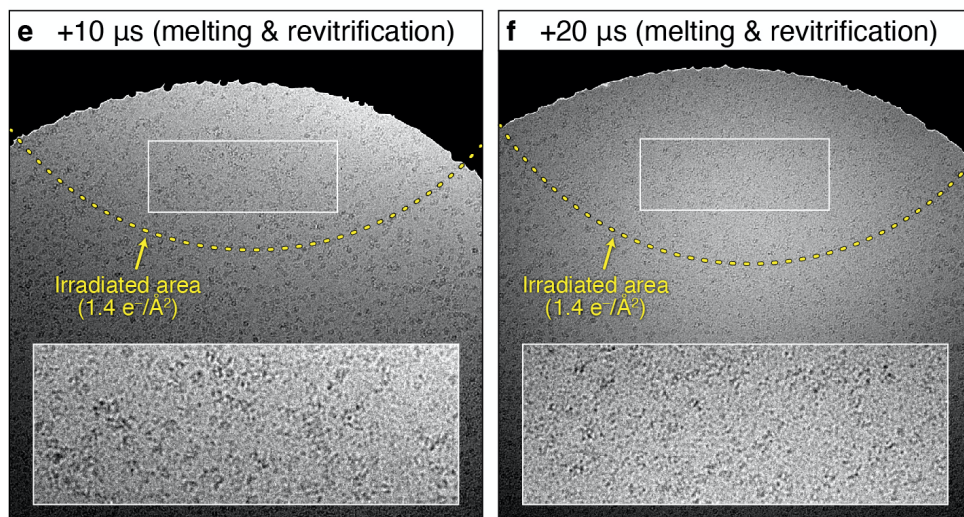 e +10 µs (melting & revitrification)
Irradiated area
(1.4 e⁻/Å²)
f +20 µs (melting & revitrification)
Irradiated area
(1.4 e⁻/Å²)